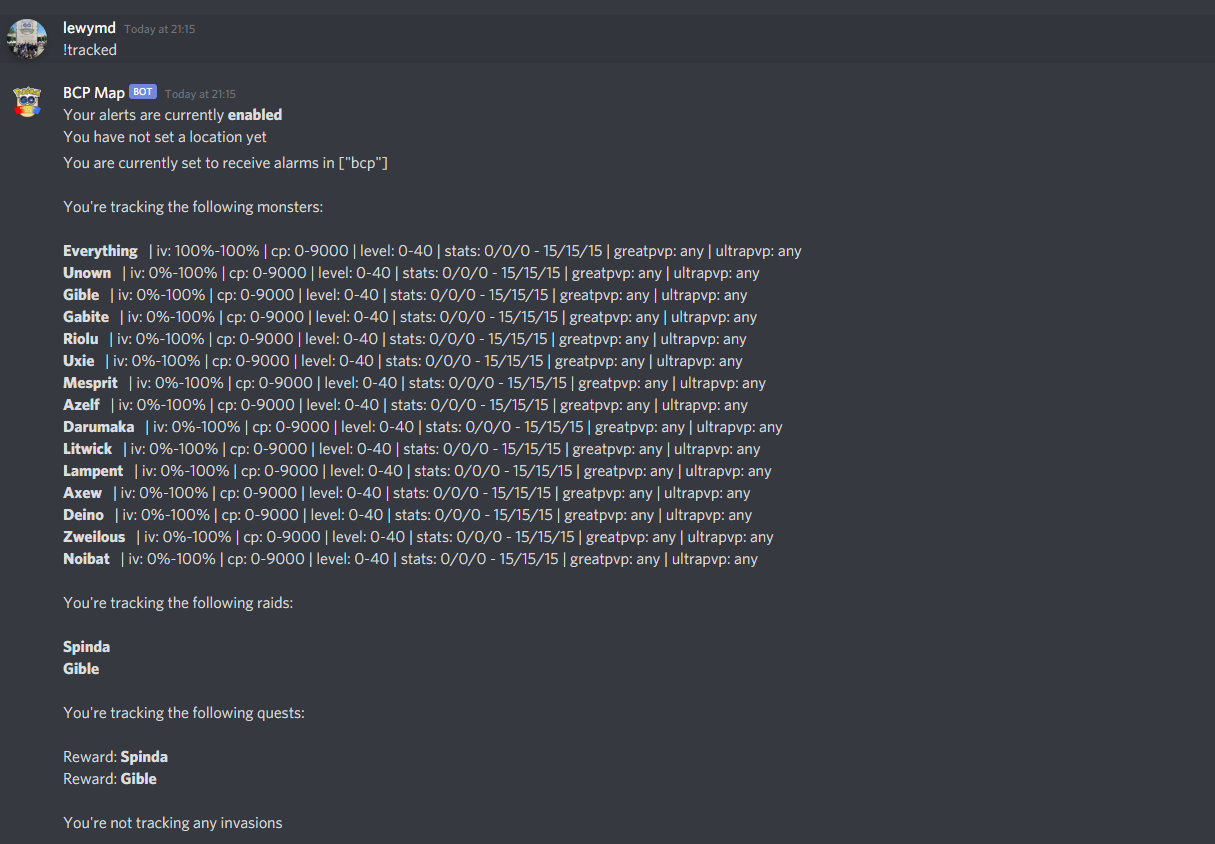 lewymd Today at 21:15
!tracked
BCP Map BOT Today at 21:15
Your alerts are currently enabled
You have not set a location yet
You are currently set to receive alarms in ["bcp"]
You're tracking the following monsters:
Everything | iv: 100%-100% | cp: 0-9000 | level: 0-40 | stats: 0/0/0 - 15/15/15 | greatpvp: any | ultrapvp: any
Unown | iv: 0%-100% | cp: 0-9000 | level: 0-40 | stats: 0/0/0 - 15/15/15 | greatpvp: any | ultrapvp: any
Gible | iv: 0%-100% | cp: 0-9000 | level: 0-40 | stats: 0/0/0 - 15/15/15 | greatpvp: any | ultrapvp: any
Gabite | iv: 0%-100% | cp: 0-9000 | level: 0-40 | stats: 0/0/0 - 15/15/15 | greatpvp: any | ultrapvp: any
Riolu | iv: 0%-100% | cp: 0-9000 | level: 0-40 | stats: 0/0/0 - 15/15/15 | greatpvp: any | ultrapvp: any
Uxie | iv: 0%-100% | cp: 0-9000 | level: 0-40 | stats: 0/0/0 - 15/15/15 | greatpvp: any | ultrapvp: any
Mesprit | iv: 0%-100% | cp: 0-9000 | level: 0-40 | stats: 0/0/0 - 15/15/15 | greatpvp: any | ultrapvp: any
Azelf | iv: 0%-100% | cp: 0-9000 | level: 0-40 | stats: 0/0/0 - 15/15/15 | greatpvp: any | ultrapvp: any
Darumaka | iv: 0%-100% | cp: 0-9000 | level: 0-40 | stats: 0/0/0 - 15/15/15 | greatpvp: any | ultrapvp: any
Litwick | iv: 0%-100% | cp: 0-9000 | level: 0-40 | stats: 0/0/0 - 15/15/15 | greatpvp: any | ultrapvp: any
Lampent | iv: 0%-100% | cp: 0-9000 | level: 0-40 | stats: 0/0/0 - 15/15/15 | greatpvp: any | ultrapvp: any
Axew | iv: 0%-100% | cp: 0-9000 | level: 0-40 | stats: 0/0/0 - 15/15/15 | greatpvp: any | ultrapvp: any
Deino | iv: 0%-100% | cp: 0-9000 | level: 0-40 | stats: 0/0/0 - 15/15/15 | greatpvp: any | ultrapvp: any
Zweilous | iv: 0%-100% | cp: 0-9000 | level: 0-40 | stats: 0/0/0 - 15/15/15 | greatpvp: any | ultrapvp: any
Noibat | iv: 0%-100% | cp: 0-9000 | level: 0-40 | stats: 0/0/0 - 15/15/15 | greatpvp: any | ultrapvp: any
You're tracking the following raids:
Spinda
Gible
You're tracking the following quests:
Reward: Spinda
Reward: Gible
You're not tracking any invasions